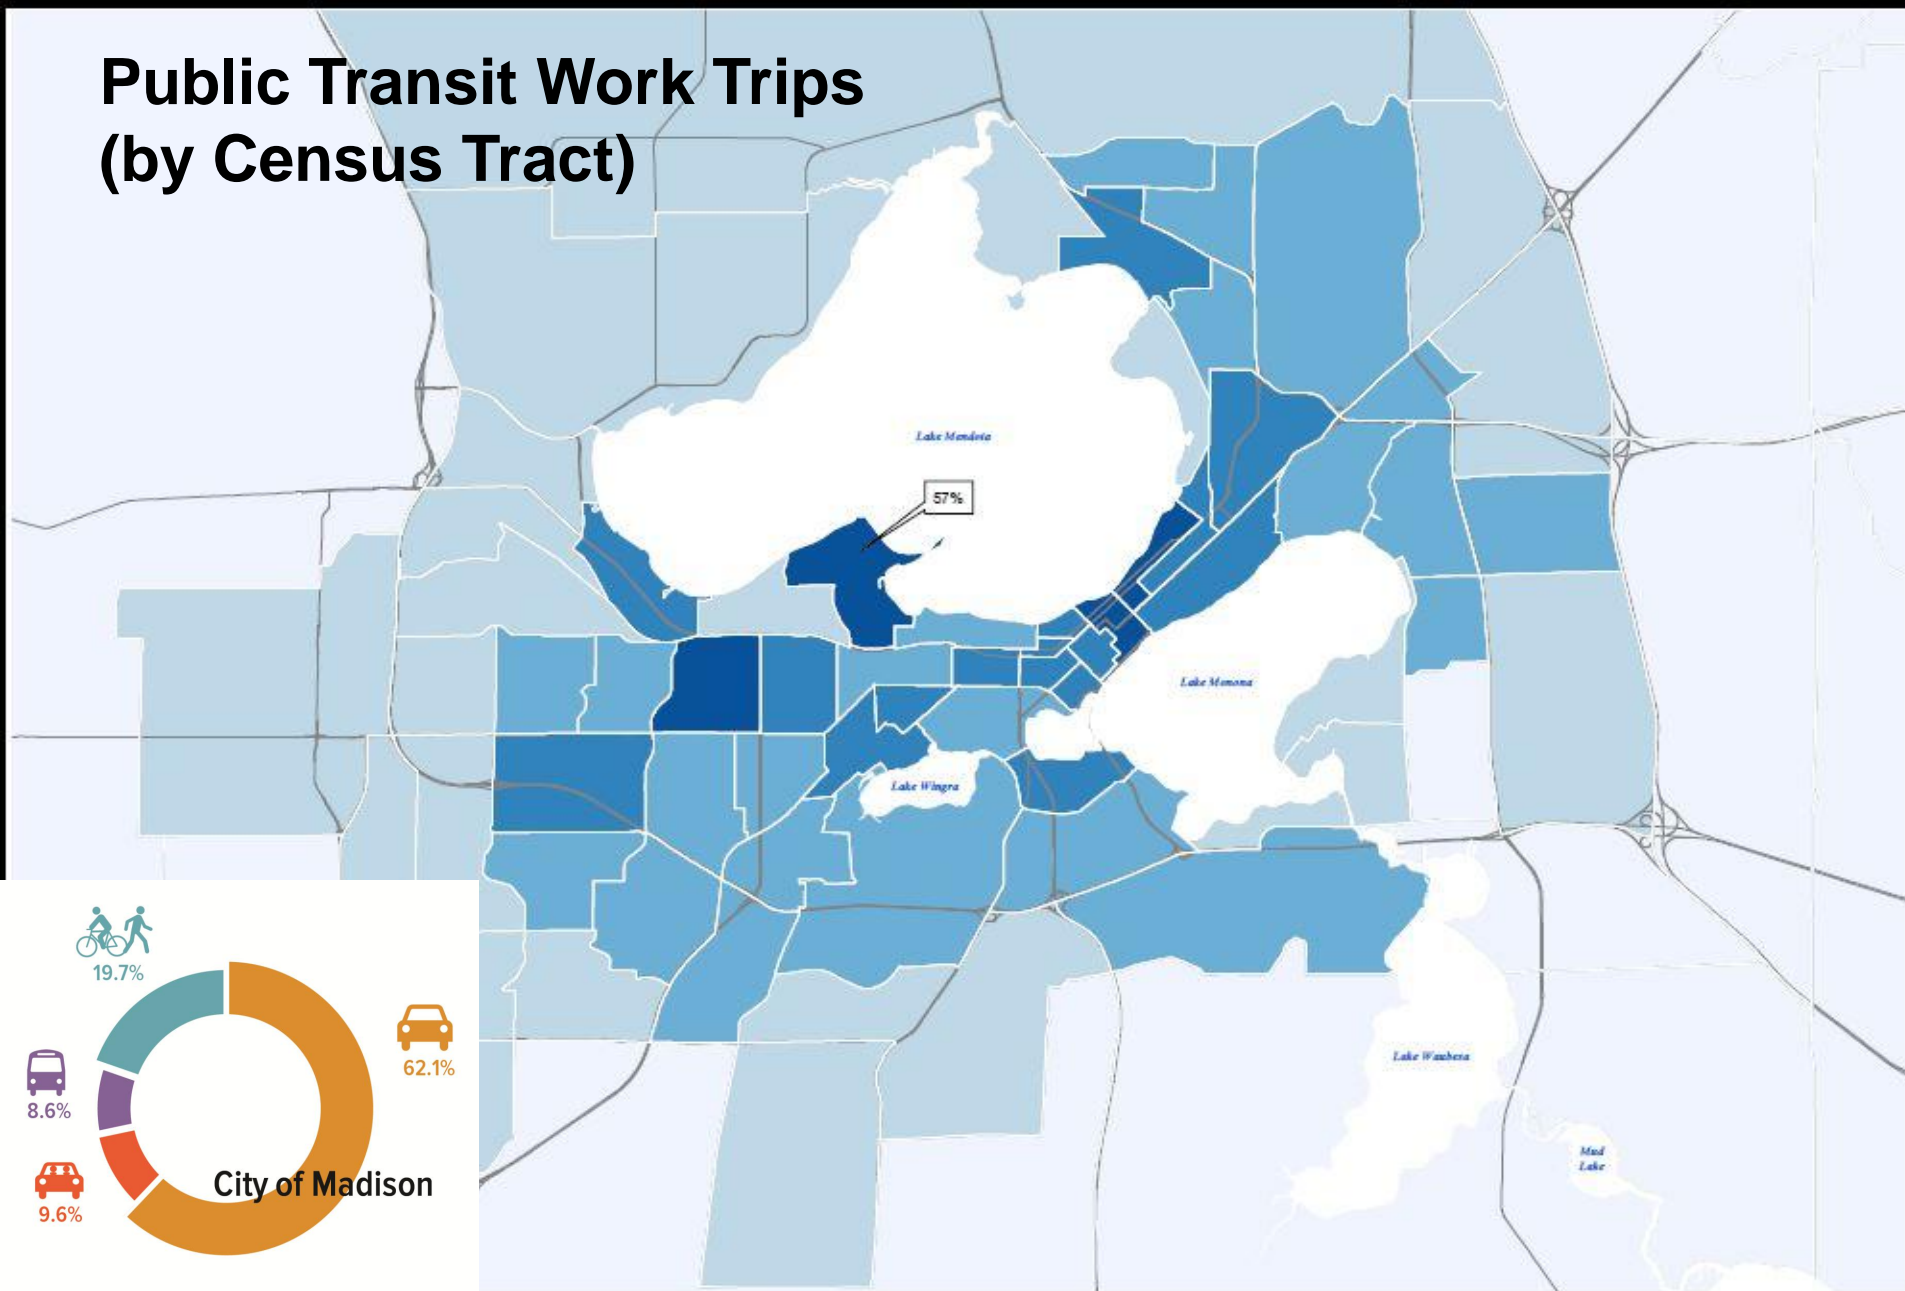 Public Transit Work Trips
(by Census Tract)
Lake Mendota
57%
Lake Monona
Lake Wingra
Lake Waubesa
Mud
Lake
19.7%
62.1%
8.6%
City of Madison
9.6%